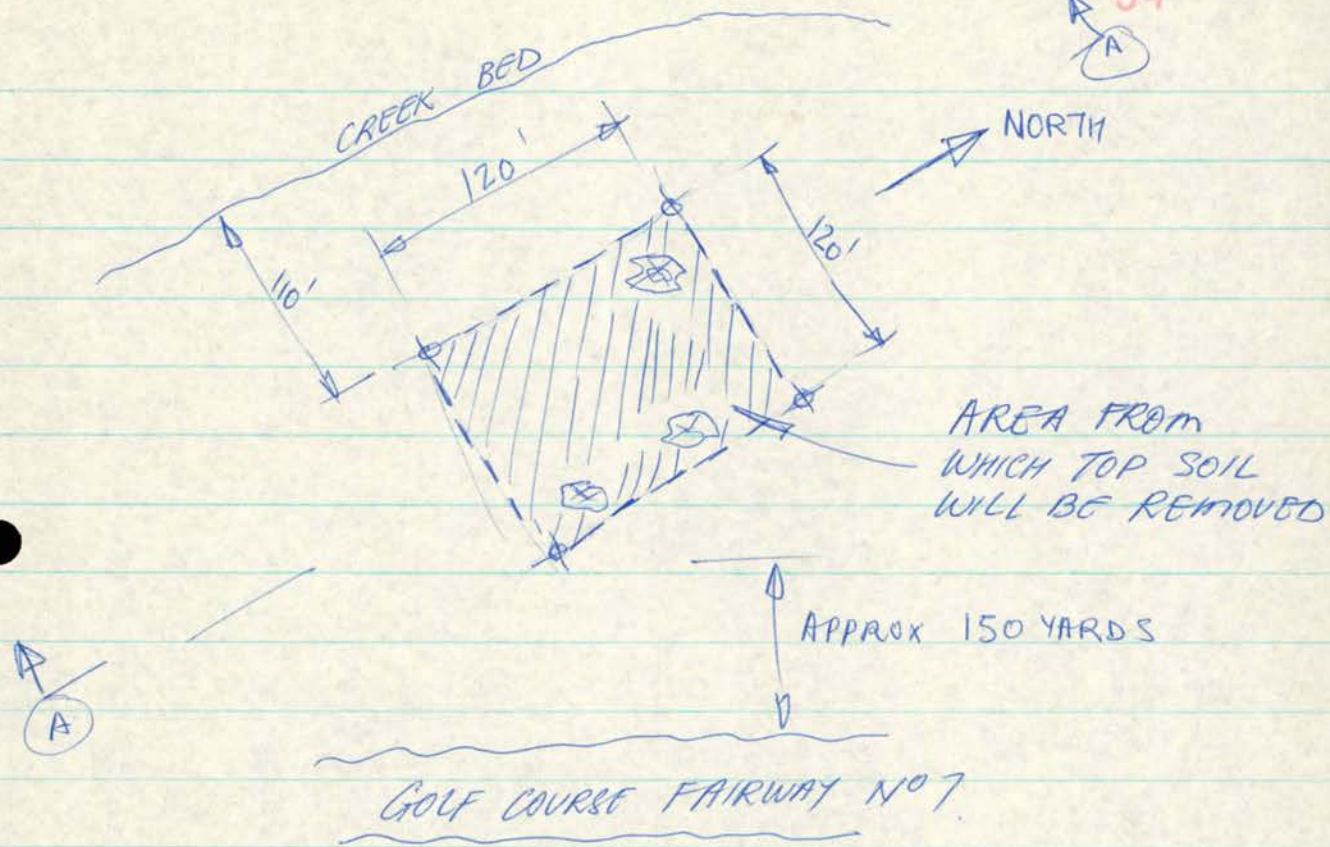 A
NORTH
CREEK BED
120'
120'
110'
AREA FROM
WHICH TOP SOIL
WILL BE REMOVED
APPROX 150 YARDS
A
GOLF COURSE FAIRWAY Nº 7.